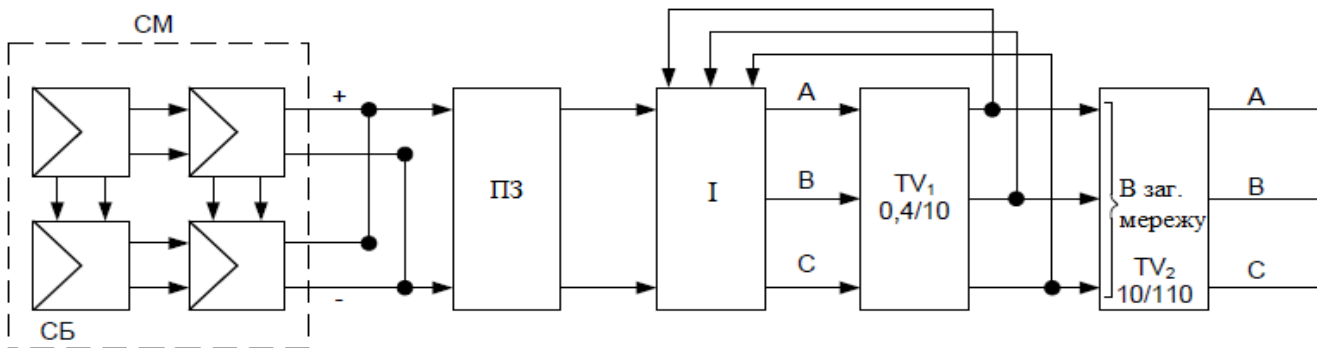 СМ
СБ
+
-
ПЗ
І
A
B
C
TV₁
0,4/10
В заг.
мережу
TV₂
10/110
A
B
C